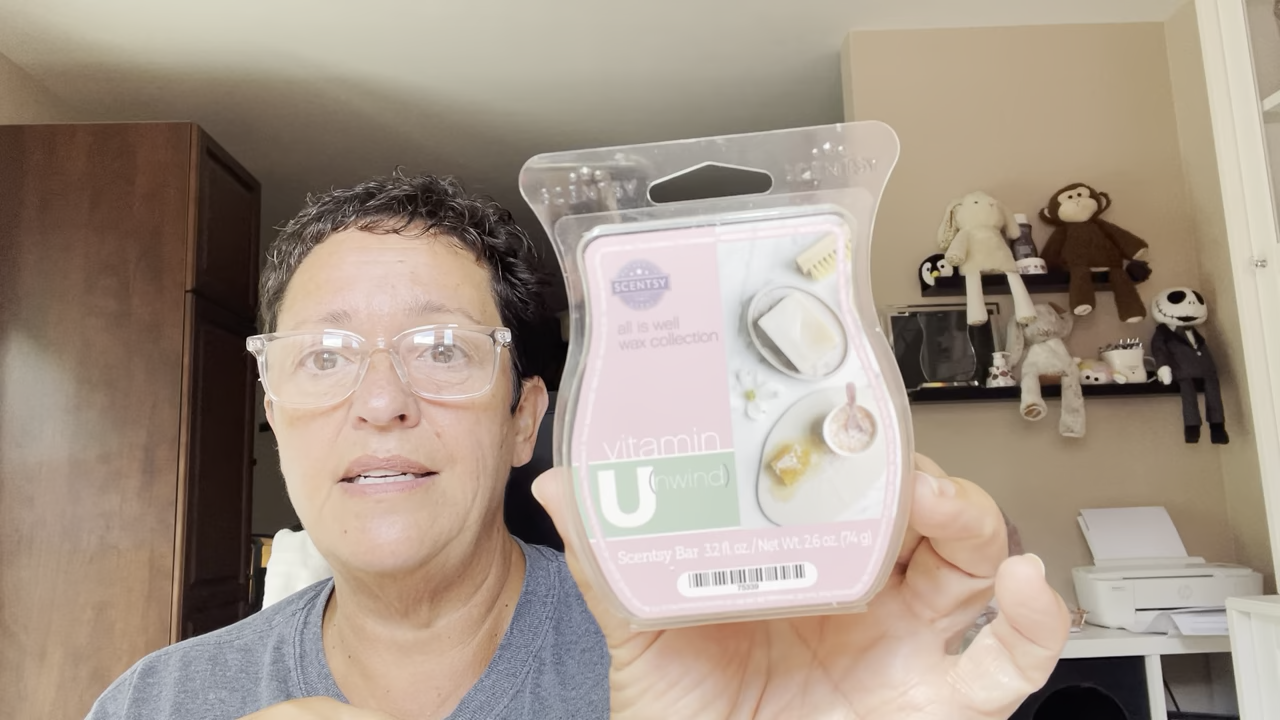 SCENTSY
SCENTSY
all is well
wax collection
vitamin
U(nwind)
Scentsy Bar 3.2 fl. oz. / Net Wt. 2.6 oz. (74 g)